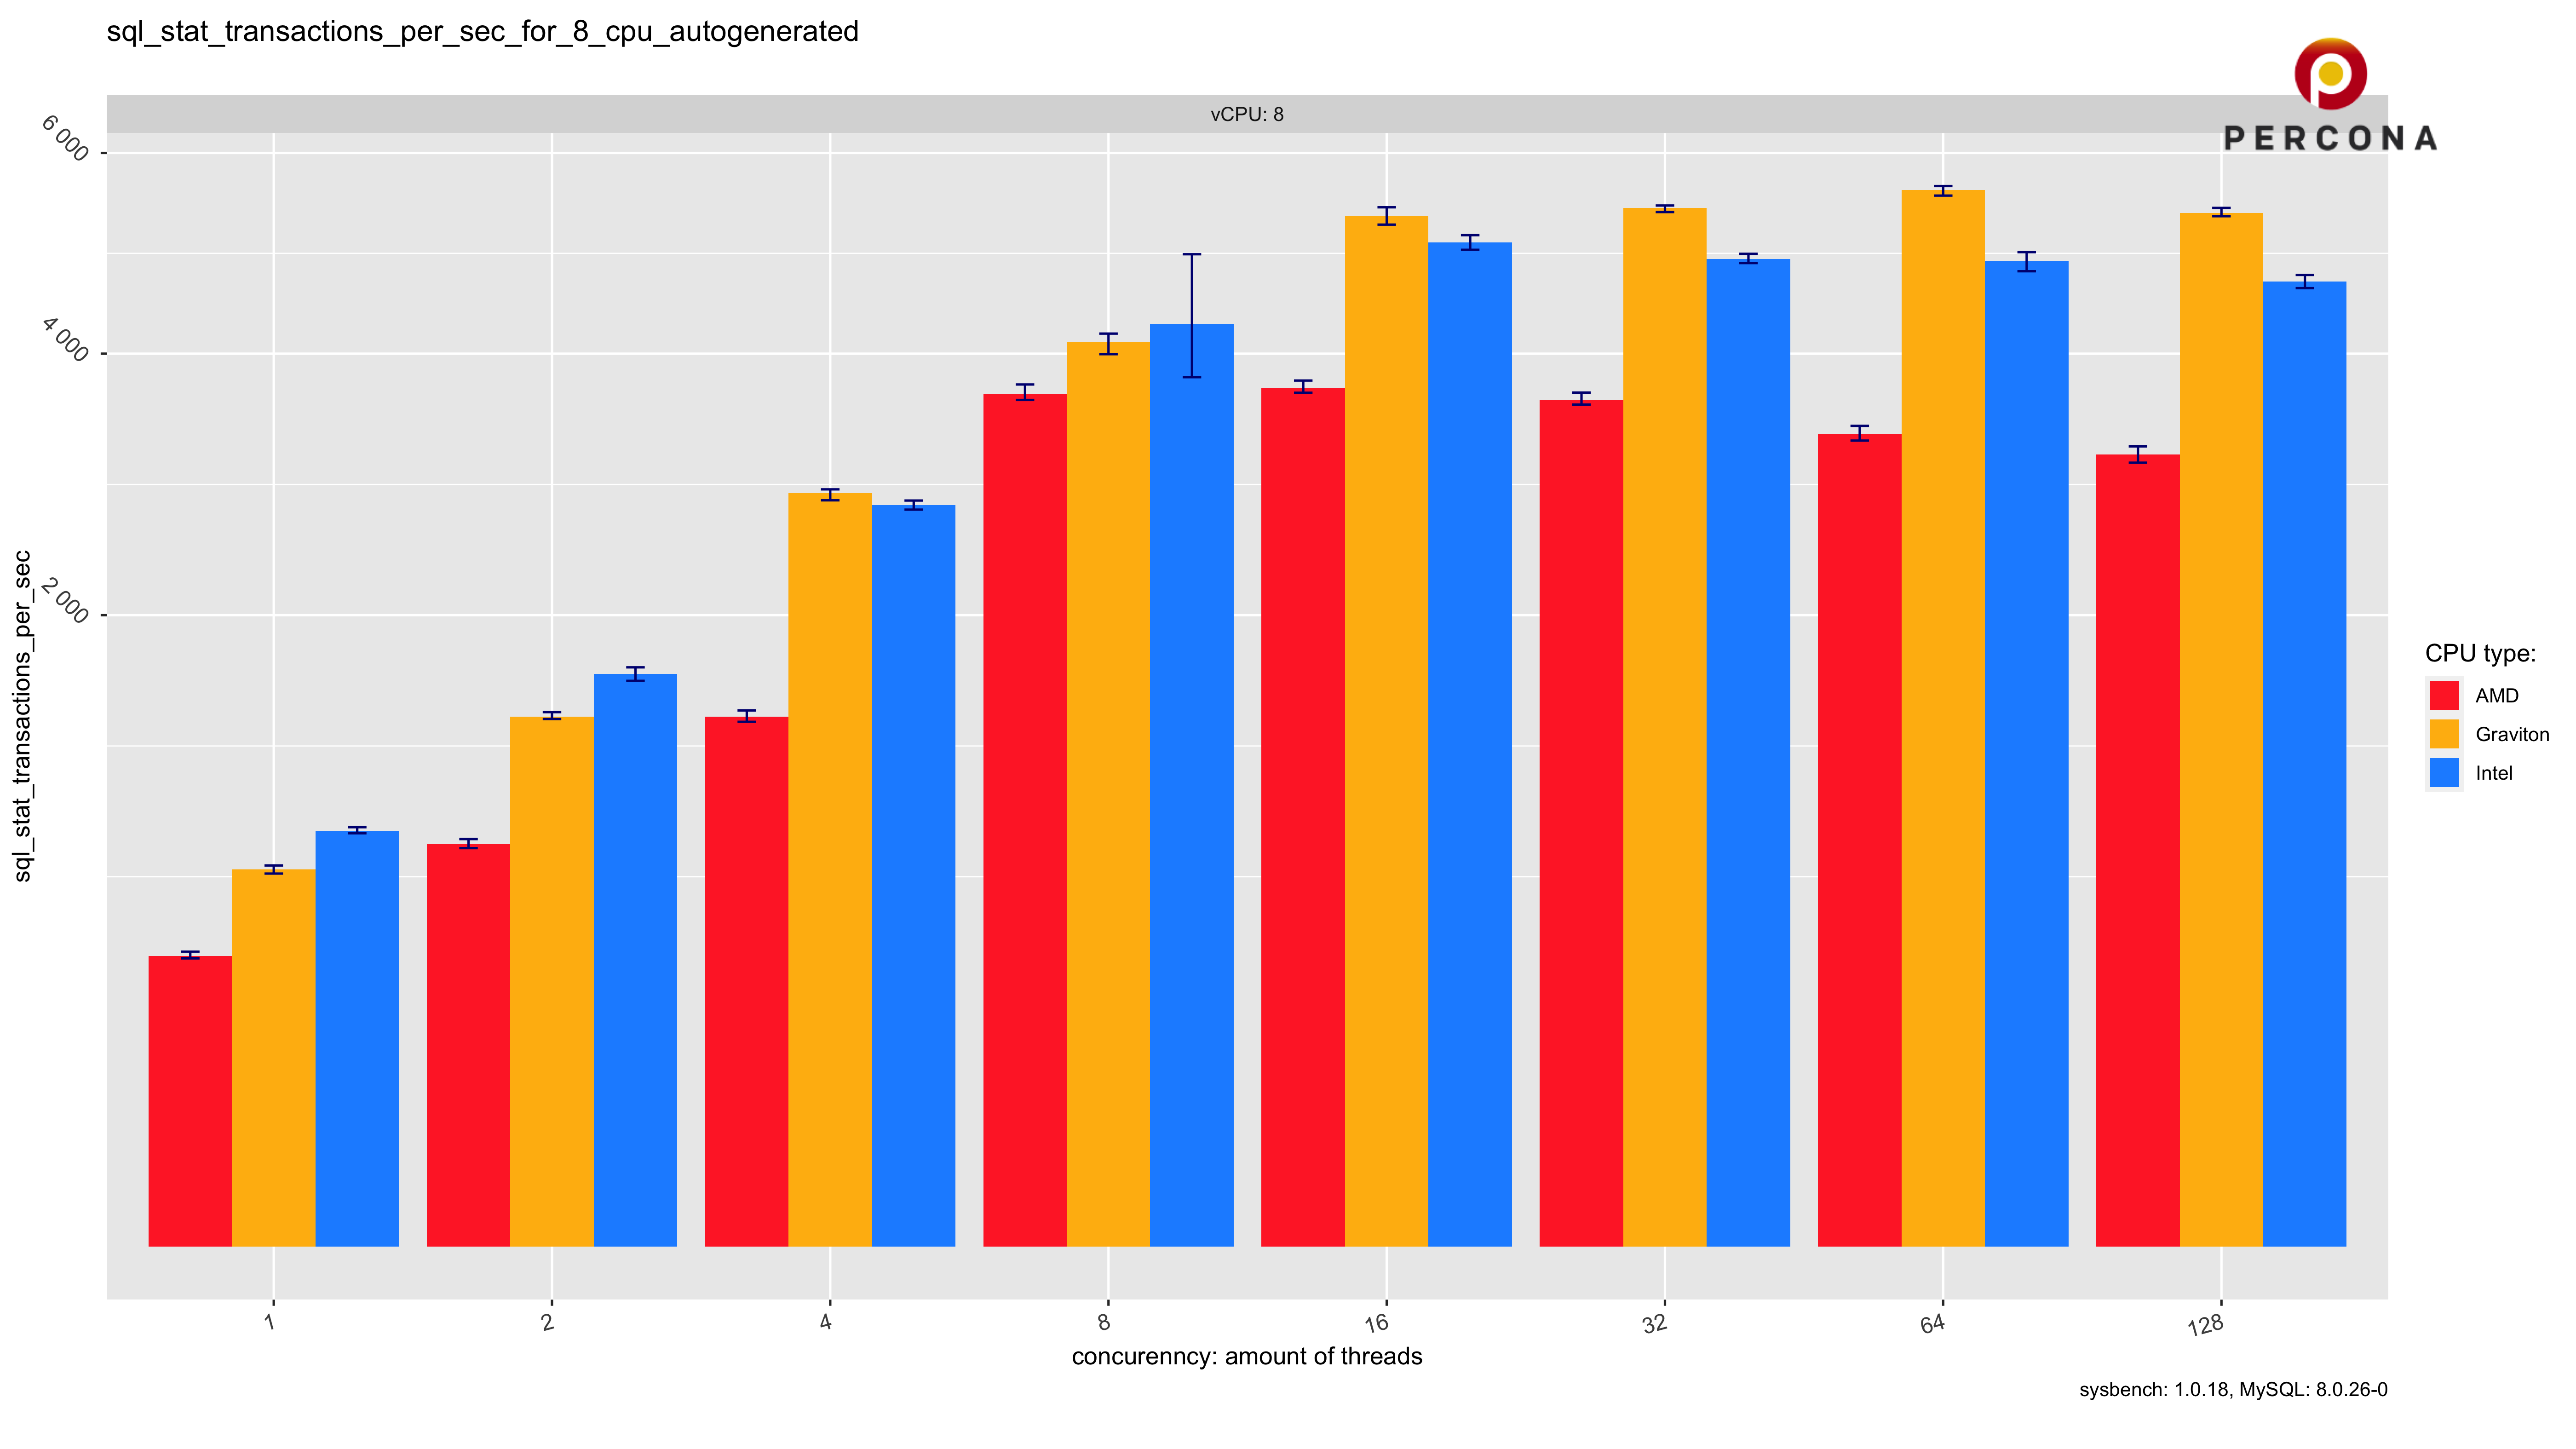 sql_stat_transactions_per_sec_for_8_cpu_autogenerated
PERCONA
vCPU: 8
6 000
4 000
2 000
sql_stat_transactions_per_sec
1
2
4
8
16
32
64
128
concurenncy: amount of threads
CPU type:
AMD
Graviton
Intel
sysbench: 1.0.18, MySQL: 8.0.26-0